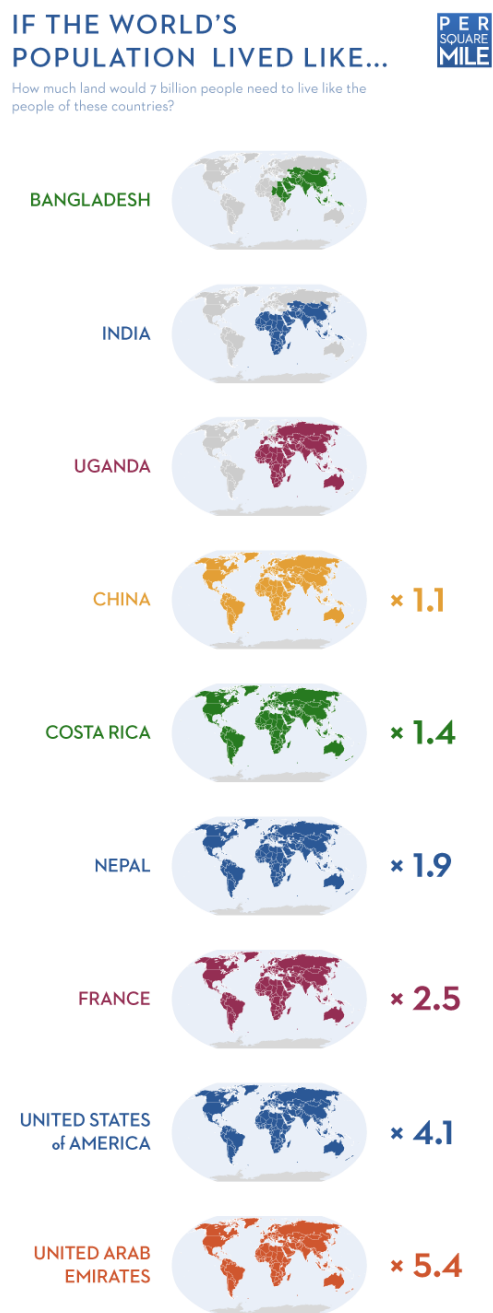 IF THE WORLD'S
POPULATION LIVED LIKE...
PER
SQUARE
MILE
How much land would 7 billion people need to live like the
people of these countries?
BANGLADESH
INDIA
UGANDA
CHINA × 1.1
COSTA RICA × 1.4
NEPAL × 1.9
FRANCE × 2.5
UNITED STATES
of AMERICA × 4.1
UNITED ARAB
EMIRATES × 5.4